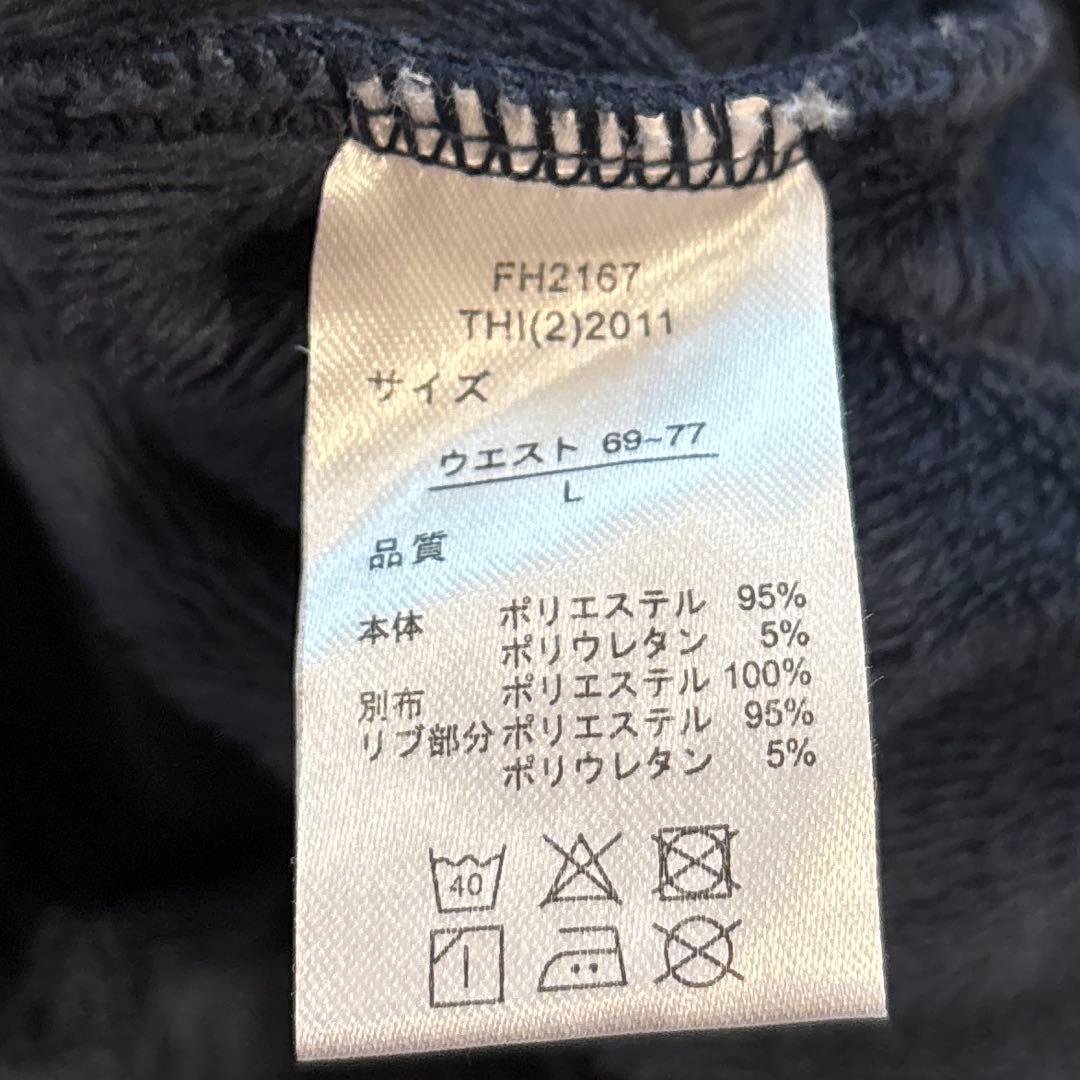 FH2167
THI(2)2011
サイズ
ウエスト 69~77
L
品質
本体 ポリエステル 95%
ポリウレタン 5%
別布 ポリエステル 100%
リブ部分 ポリエステル 95%
ポリウレタン 5%
40